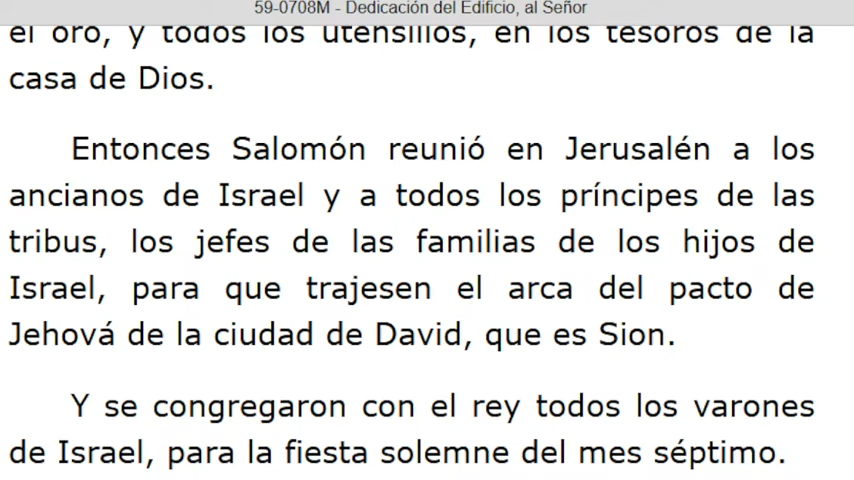 59-0708M - Dedicación del Edificio, al Señor
el oro, y todos los utensilios, en los tesoros de la
casa de Dios.
Entonces Salomón reunió en Jerusalén a los
ancianos de Israel y a todos los príncipes de las
tribus, los jefes de las familias de los hijos de
Israel, para que trajesen el arca del pacto de
Jehová de la ciudad de David, que es Sion.
Y se congregaron con el rey todos los varones
de Israel, para la fiesta solemne del mes séptimo.